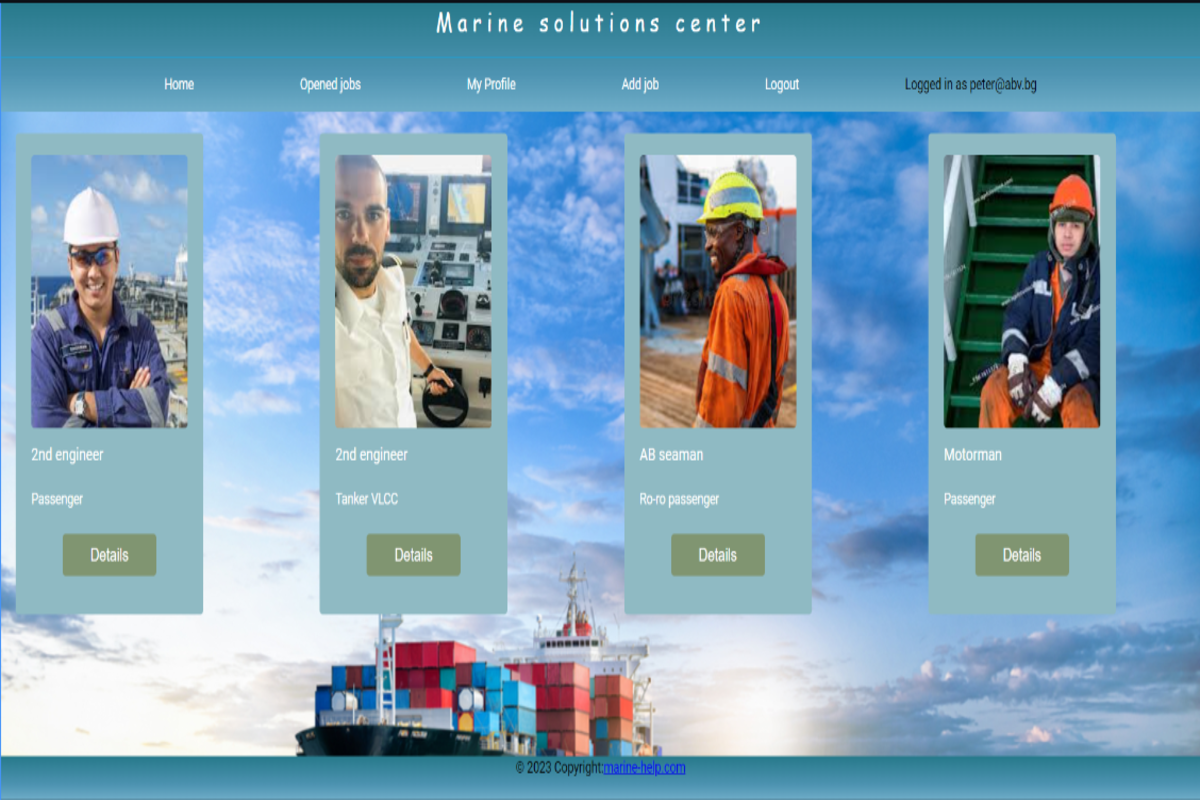 Marine solutions center
Home Opened jobs My Profile Add job Logout Logged in as peter@abv.bg
2nd engineer
Passenger
Details
2nd engineer
Tanker VLCC
Details
AB seaman
Ro-ro passenger
Details
Motorman
Passenger
Details
© 2023 Copyright:marine-help.com